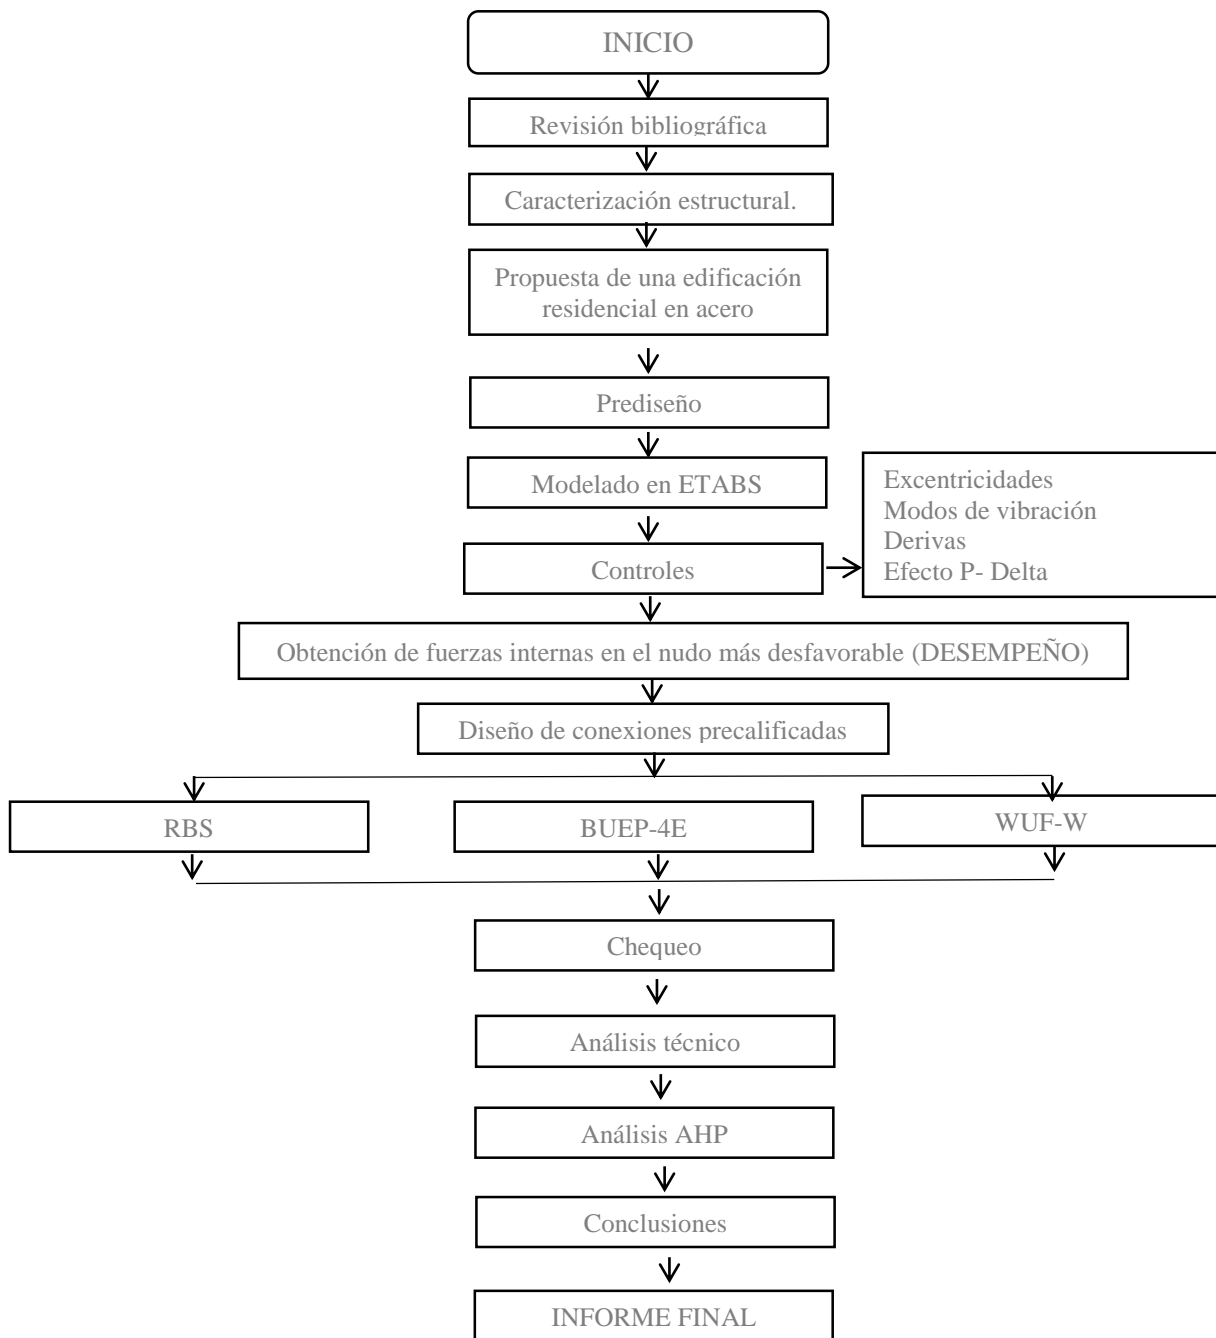 INICIO
Revisión bibliográfica
Caracterización estructural.
Propuesta de una edificación
residencial en acero
Prediseño
Modelado en ETABS
Excentricidades
Modos de vibración
Derivas
Efecto P- Delta
Controles
Obtención de fuerzas internas en el nudo más desfavorable (DESEMPEÑO)
Diseño de conexiones precalificadas
RBS
BUEP-4E
WUF-W
Chequeo
Análisis técnico
Análisis AHP
Conclusiones
INFORME FINAL